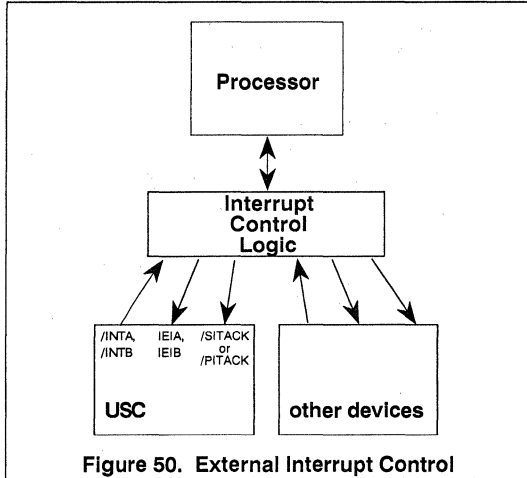 Processor
Interrupt
Control
Logic
/INTA, IEIA, /SITACK
or
/INTB IEIB /PITACK
USC
other devices
Figure 50. External Interrupt Control